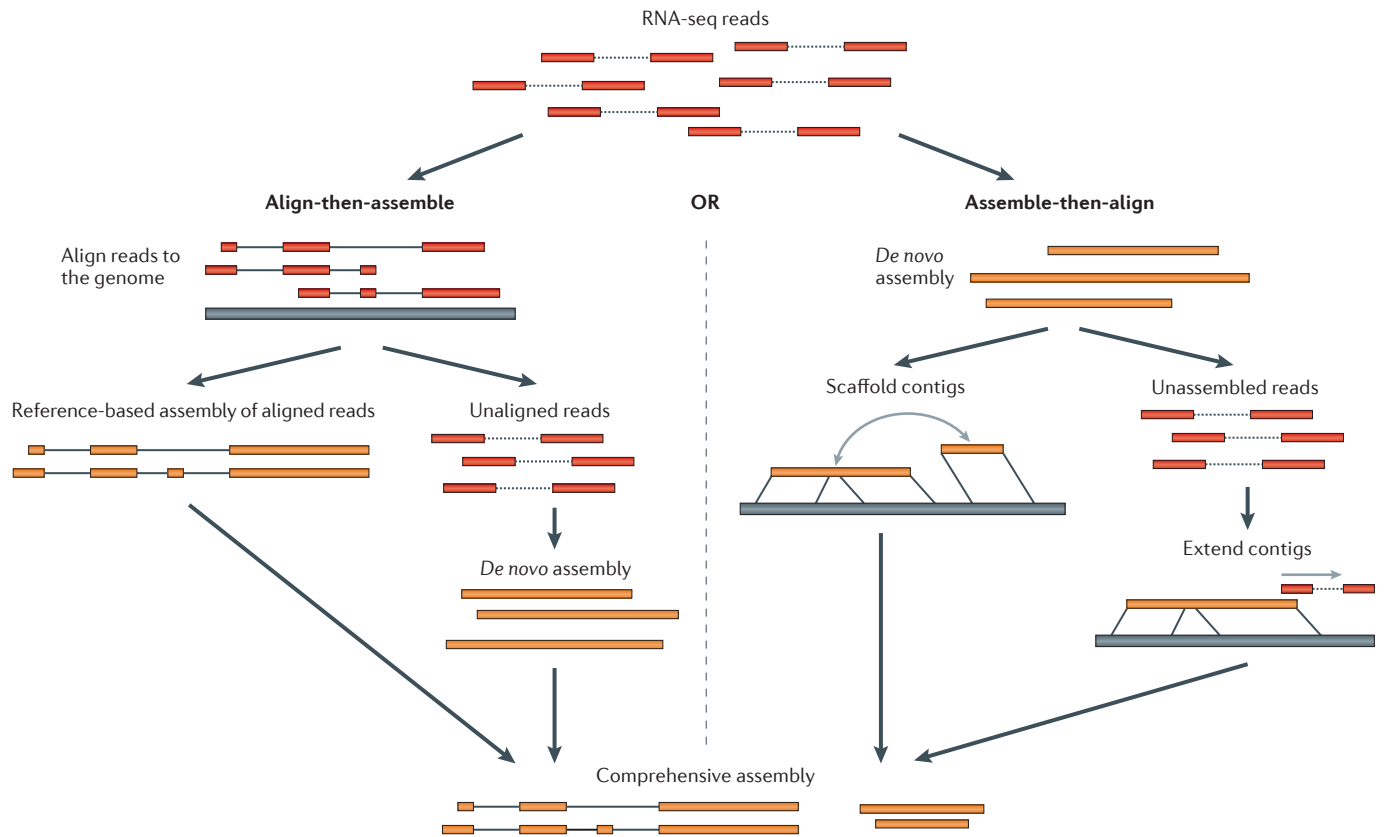 RNA-seq reads
Align-then-assemble
OR
Assemble-then-align
Align reads to
the genome
De novo
assembly
Scaffold contigs
Unassembled reads
Reference-based assembly of aligned reads
Unaligned reads
Extend contigs
De novo assembly
Comprehensive assembly